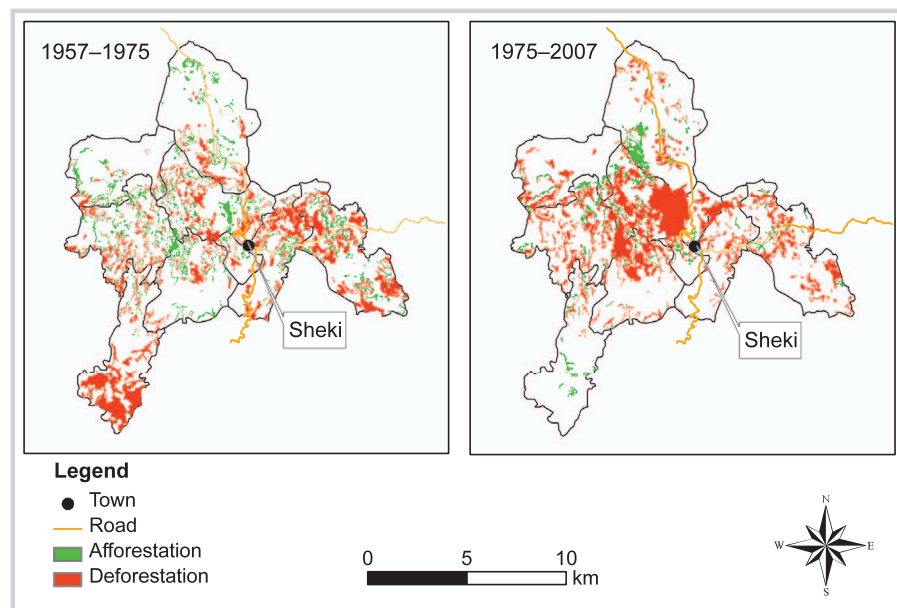 1957–1975
Sheki
1975–2007
Sheki
Legend
Town
Road
Afforestation
Deforestation
0 5 10
km
N
W E
S